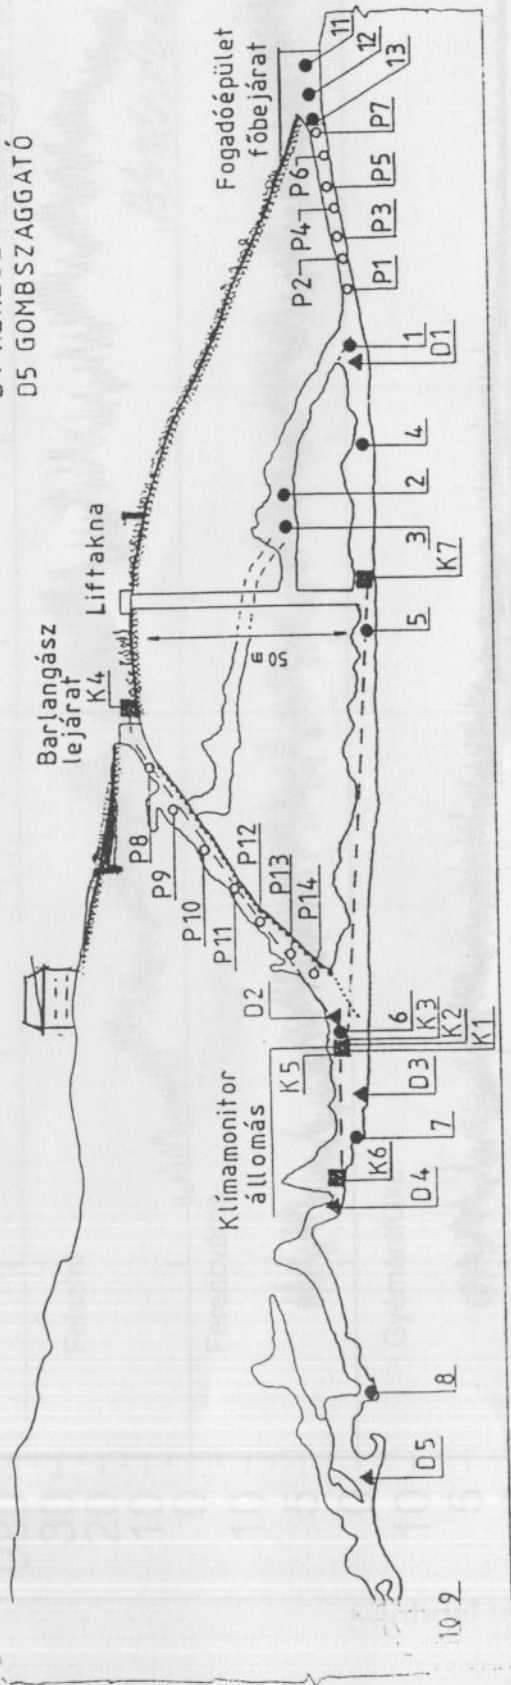 D5 GOMBSZAGGATÓ
Barlangász
lejárat
Liftakna
K4
Fogadóépület
főbejárat
11
12
13
P7
P6
P5
P4
P3
P2
P1
1
D1
2
4
3
K7
5
50 m
P8
P9
P10
P11
P12
P13
P14
D2
Klímamonitor
állomás
K5
6
K3
K2
K1
D3
7
K6
D4
8
D5
10 9